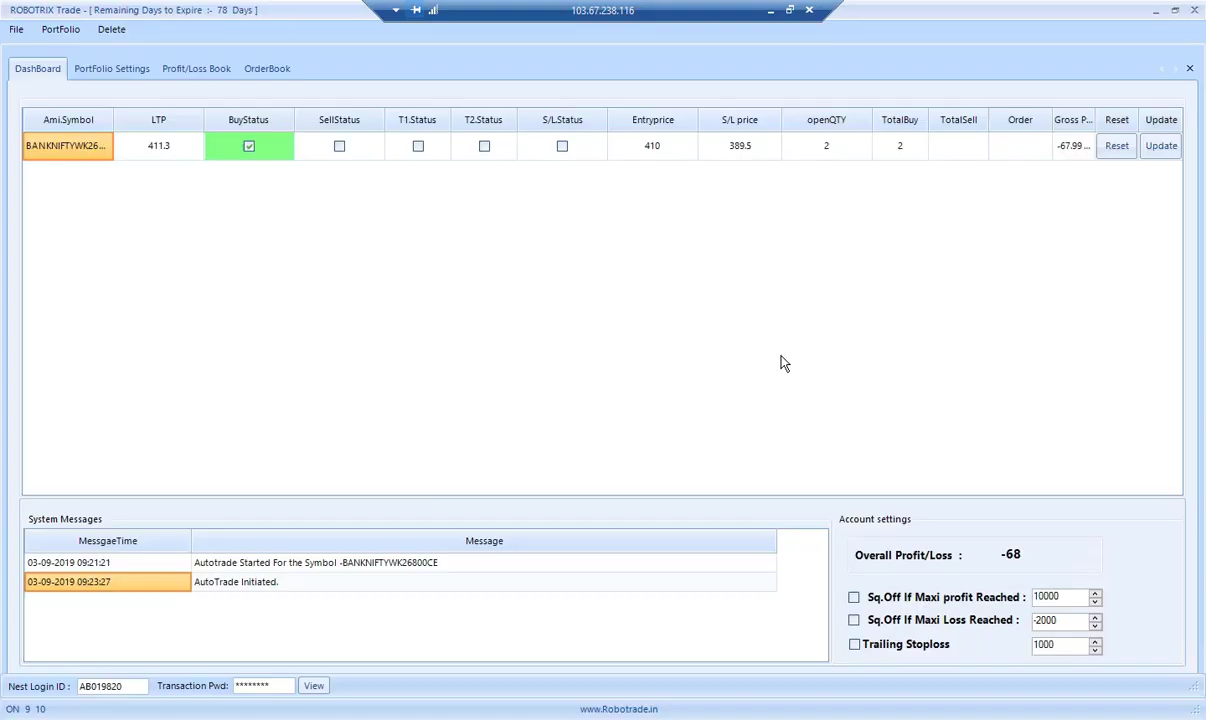 ROBOTRIX Trade - [ Remaining Days to Expire :- 78 Days ]
103.67.238.116
File PortFolio Delete
DashBoard PortFolio Settings Profit/Loss Book OrderBook
Ami.Symbol LTP BuyStatus SellStatus T1.Status T2.Status S/L.Status Entryprice S/L price openQTY TotalBuy TotalSell Order Gross P... Reset Update
BANKNIFTYWK26... 411.3 410 389.5 2 2 -67.99 ... Reset Update
System Messages
MessgaeTime Message
03-09-2019 09:21:21 Autotrade Started For the Symbol -BANKNIFTYWK26800CE
03-09-2019 09:23:27 AutoTrade Initiated.
Account settings
Overall Profit/Loss : -68
Sq.Off If Maxi profit Reached : 10000
Sq.Off If Maxi Loss Reached : -2000
Trailing Stoploss 1000
Nest Login ID : AB019820 Transaction Pwd: ******** View
ON 9 10 www.Robotrade.in